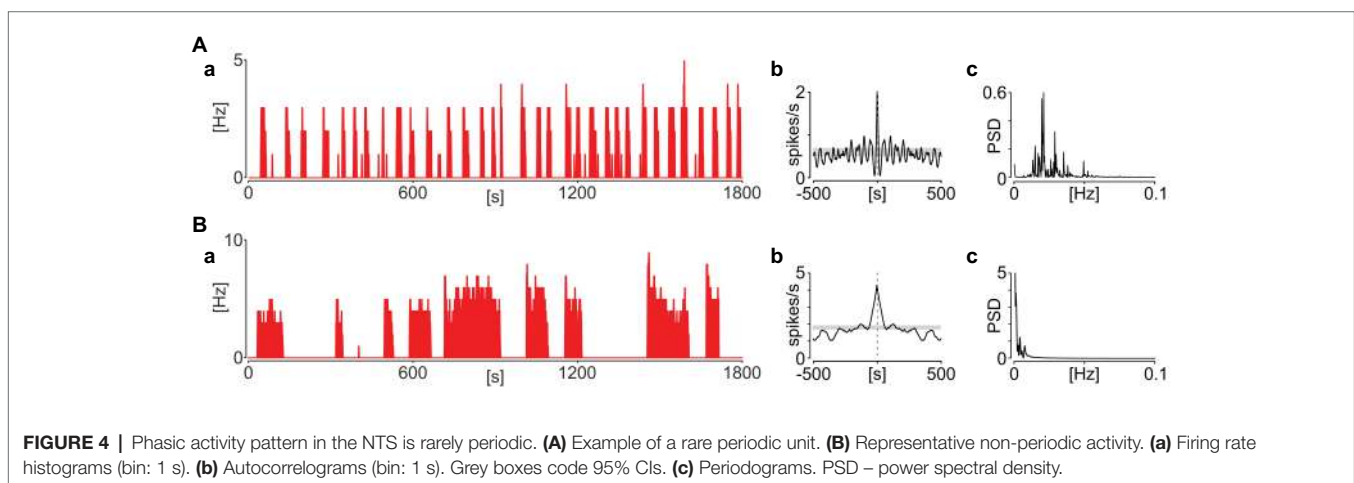 A
a
5
[Hz]
0
0
600
[s]
1200
1800
b
2
spikes/s
0
-500
[s]
500
c
0.6
PSD
0
0
[Hz]
0.1
B
a
10
[Hz]
0
0
600
[s]
1200
1800
b
5
spikes/s
0
-500
[s]
500
c
5
PSD
0
0
[Hz]
0.1
FIGURE 4 | Phasic activity pattern in the NTS is rarely periodic. (A) Example of a rare periodic unit. (B) Representative non-periodic activity. (a) Firing rate
histograms (bin: 1 s). (b) Autocorrelograms (bin: 1 s). Grey boxes code 95% CIs. (c) Periodograms. PSD – power spectral density.